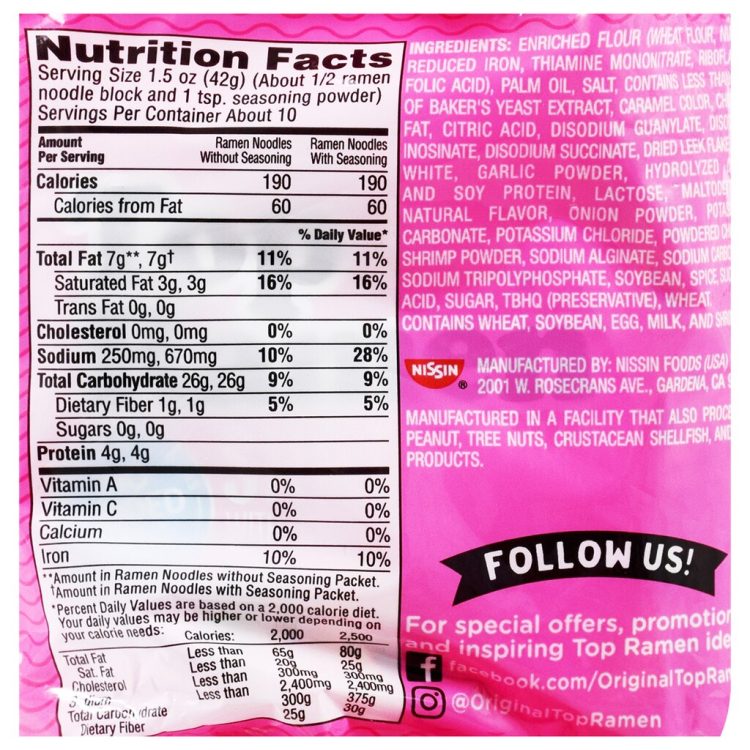 Nutrition Facts
Serving Size 1.5 oz (42g) (About 1/2 ramen
noodle block and 1 tsp. seasoning powder)
Servings Per Container About 10
Amount Per Serving Ramen Noodles Without Seasoning Ramen Noodles With Seasoning
Calories 190 190
Calories from Fat 60 60
% Daily Value*
Total Fat 7g**, 7g† 11% 11%
Saturated Fat 3g, 3g 16% 16%
Trans Fat 0g, 0g
Cholesterol 0mg, 0mg 0% 0%
Sodium 250mg, 670mg 10% 28%
Total Carbohydrate 26g, 26g 9% 9%
Dietary Fiber 1g, 1g 5% 5%
Sugars 0g, 0g
Protein 4g, 4g
Vitamin A 0% 0%
Vitamin C 0% 0%
Calcium 0% 0%
Iron 10% 10%
**Amount in Ramen Noodles without Seasoning Packet.
†Amount in Ramen Noodles with Seasoning Packet.
*Percent Daily Values are based on a 2,000 calorie diet.
Your daily values may be higher or lower depending on
your calorie needs: Calories: 2,000 2,500
Total Fat Less than 65g 80g
Sat. Fat Less than 20g 25g
Cholesterol Less than 300mg 300mg
Less than 2,400mg 2,400mg
Total 300g 375g
Dietary Fiber 25g 30g
INGREDIENTS: ENRICHED FLOUR (WHEAT FLOUR,
REDUCED IRON, THIAMINE MONONITRATE,
FOLIC ACID), PALM OIL, SALT, CONTAINS LESS
OF BAKER'S YEAST EXTRACT, CARAMEL COLOR,
FAT, CITRIC ACID, DISODIUM GUANYLATE,
INOSINATE, DISODIUM SUCCINATE, DRIED LEEK
WHITE, GARLIC POWDER, HYDROLYZED
AND SOY PROTEIN, LACTOSE,
NATURAL FLAVOR, ONION POWDER,
CARBONATE, POTASSIUM CHLORIDE, POWDERED
SHRIMP POWDER, SODIUM ALGINATE, SODIUM
SODIUM TRIPOLYPHOSPHATE, SOYBEAN, SPICE,
ACID, SUGAR, TBHQ (PRESERVATIVE), WHEAT.
CONTAINS WHEAT, SOYBEAN, EGG, MILK, AND
NISSIN ®
MANUFACTURED BY: NISSIN FOODS (USA)
2001 W. ROSECRANS AVE., GARDENA, CA
MANUFACTURED IN A FACILITY THAT ALSO
PEANUT, TREE NUTS, CRUSTACEAN SHELLFISH,
PRODUCTS.
FOLLOW US!
For special offers,
and inspiring Top Ramen
facebook.com/OriginalTopRa
@OriginalTopRamen